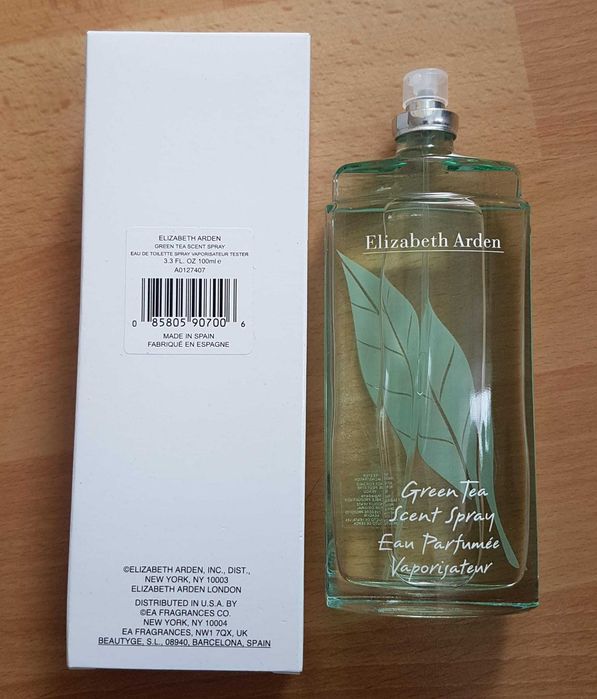 ELIZABETH ARDEN
GREEN TEA SCENT SPRAY
EAU DE TOILETTE SPRAY VAPORISATEUR TESTER
3.3 FL. OZ 100ml ℮
A0127407
0 85805 90700 6
MADE IN SPAIN
FABRIQUÉ EN ESPAGNE
©ELIZABETH ARDEN, INC., DIST.,
NEW YORK, NY 10003
ELIZABETH ARDEN LONDON
DISTRIBUTED IN U.S.A. BY
©EA FRAGRANCES CO.
NEW YORK, NY 10004
EA FRAGRANCES, NW1 7QX, UK
BEAUTYGE, S.L., 08940, BARCELONA, SPAIN
Elizabeth Arden
Green Tea
Scent Spray
Eau Parfumée
Vaporisateur